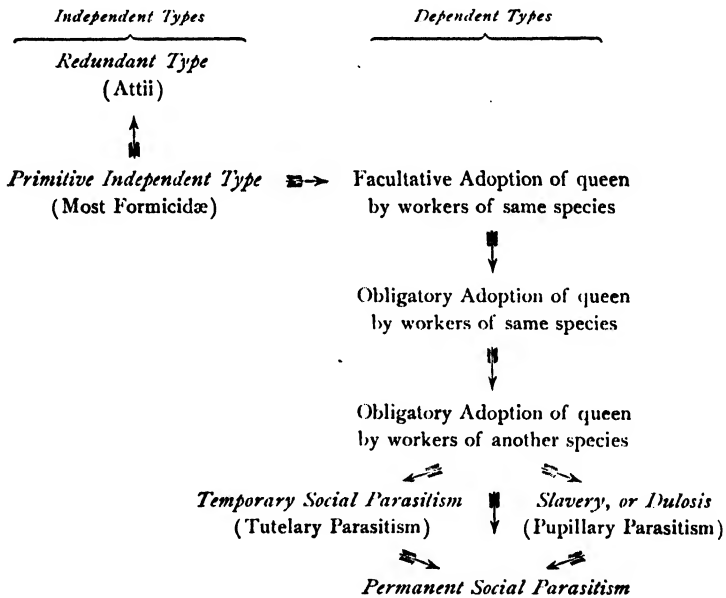 Independent Types
Dependent Types
Redundant Type
(Attii)
Primitive Independent Type
(Most Formicidæ)
Facultative Adoption of queen
by workers of same species
Obligatory Adoption of queen
by workers of same species
Obligatory Adoption of queen
by workers of another species
Temporary Social Parasitism
(Tutelary Parasitism)
Slavery, or Dulosis
(Pupillary Parasitism)
Permanent Social Parasitism